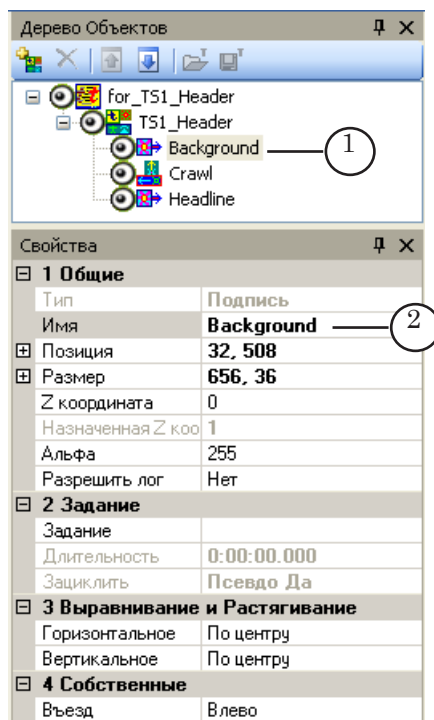 Дерево Объектов
for_TS1_Header
TS1_Header
Background
1
Crawl
Headline
Свойства
1 Общие
Тип Подпись
Имя Background
2
Позиция 32, 508
Размер 656, 36
Z координата 0
Назначенная Z коо 1
Альфа 255
Разрешить лог Нет
2 Задание
Задание
Длительность 0:00:00.000
Зациклить Псевдо Да
3 Выравнивание и Растягивание
Горизонтальное По центру
Вертикальное По центру
4 Собственные
Въезд Влево